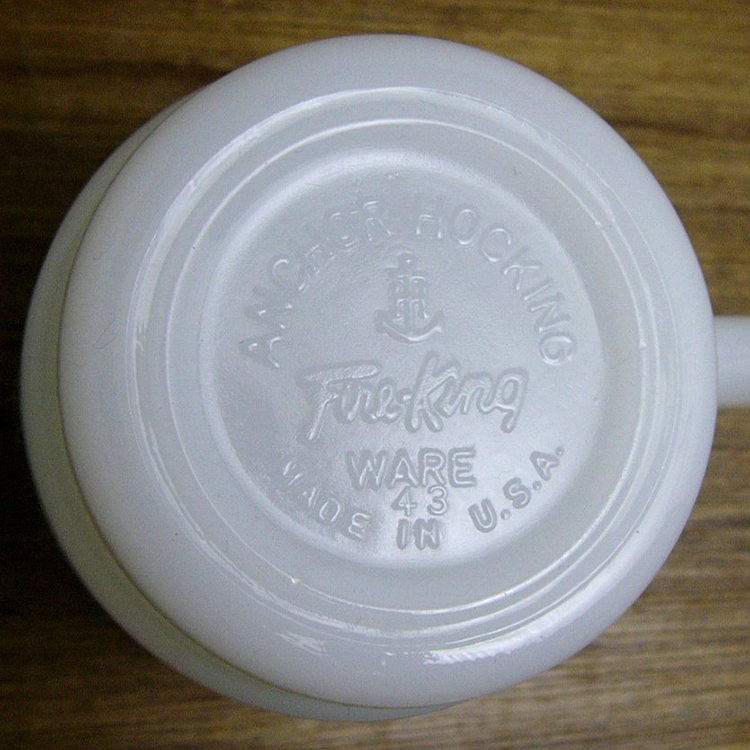 ANCHOR HOCKING
Fire-King
WARE
43
MADE IN U.S.A.